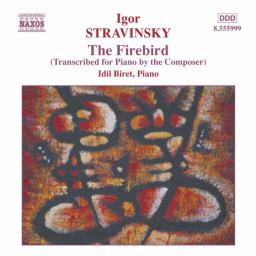 NAXOS
DDD
8.555999
Igor
STRAVINSKY
The Firebird
(Transcribed for Piano by the Composer)
Idil Biret, Piano